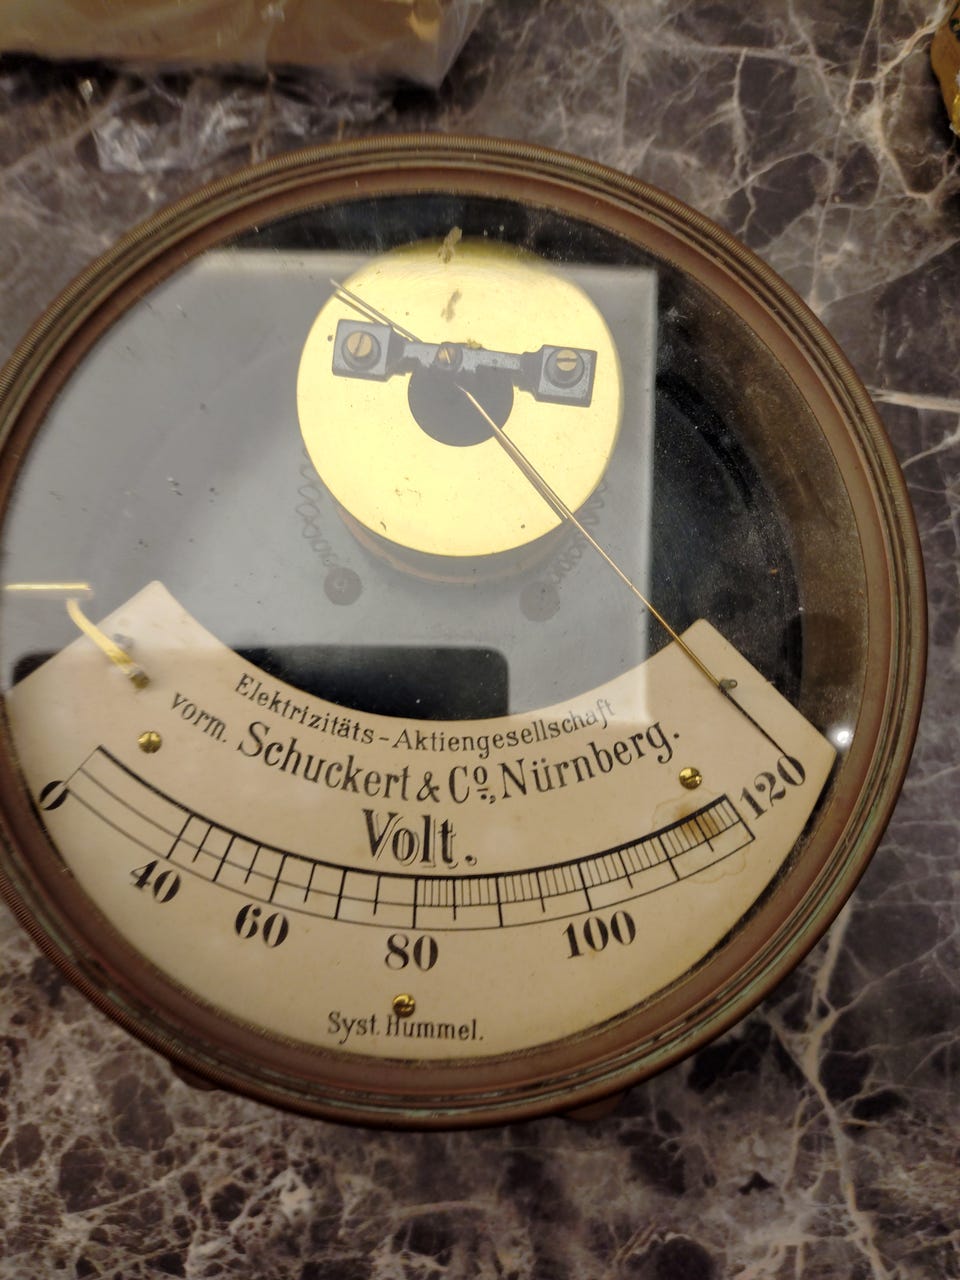 Elektrizitäts-Aktiengesellschaft
vorm. Schuckert & Co., Nürnberg.
Volt.
0 40 60 80 100 120
Syst. Hummel.